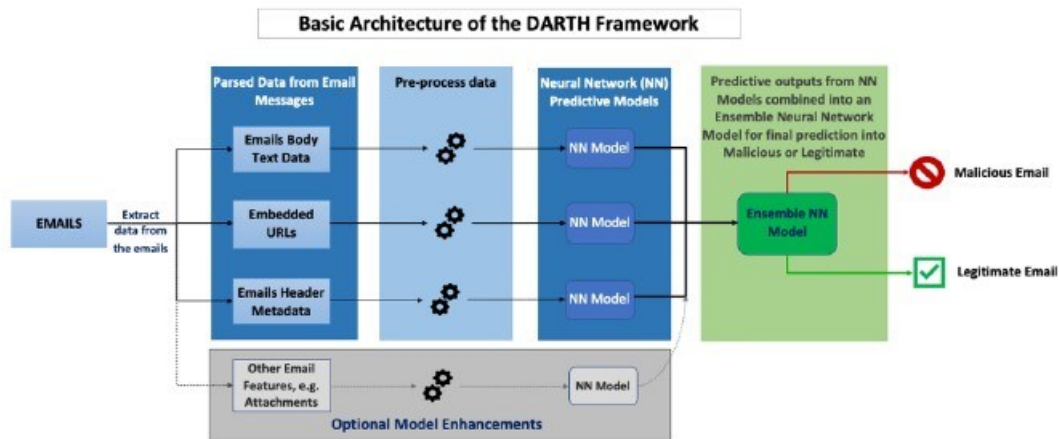 Basic Architecture of the DARTH Framework
Parsed Data from Email
Messages
Pre-process data
Neural Network (NN)
Predictive Models
Predictive outputs from NN
Models combined into an
Ensemble Neural Network
Model for final prediction into
Malicious or Legitimate
Emails Body
Text Data
NN Model
Malicious Email
EMAILS
Extract
data from
the emails
Embedded
URLs
NN Model
Ensemble NN
Model
Emails Header
Metadata
NN Model
Legitimate Email
Other Email
Features, e.g.
Attachments
NN Model
Optional Model Enhancements